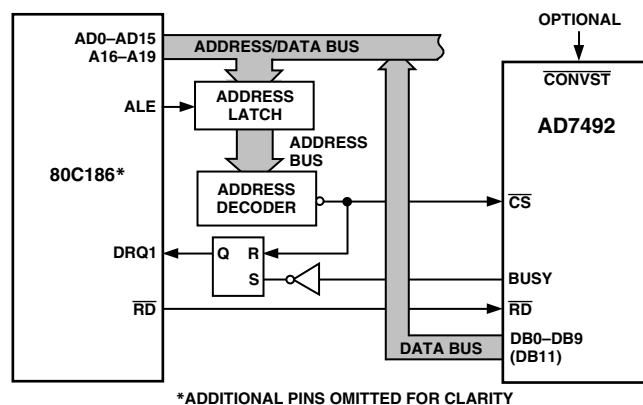 OPTIONAL
AD0–AD15
A16–A19
ADDRESS/DATA BUS
CONVST
ALE
ADDRESS
LATCH
AD7492
ADDRESS
BUS
80C186*
ADDRESS
DECODER
CS
DRQ1
Q
R
S
BUSY
RD
RD
DB0–DB9
(DB11)
DATA BUS
*ADDITIONAL PINS OMITTED FOR CLARITY